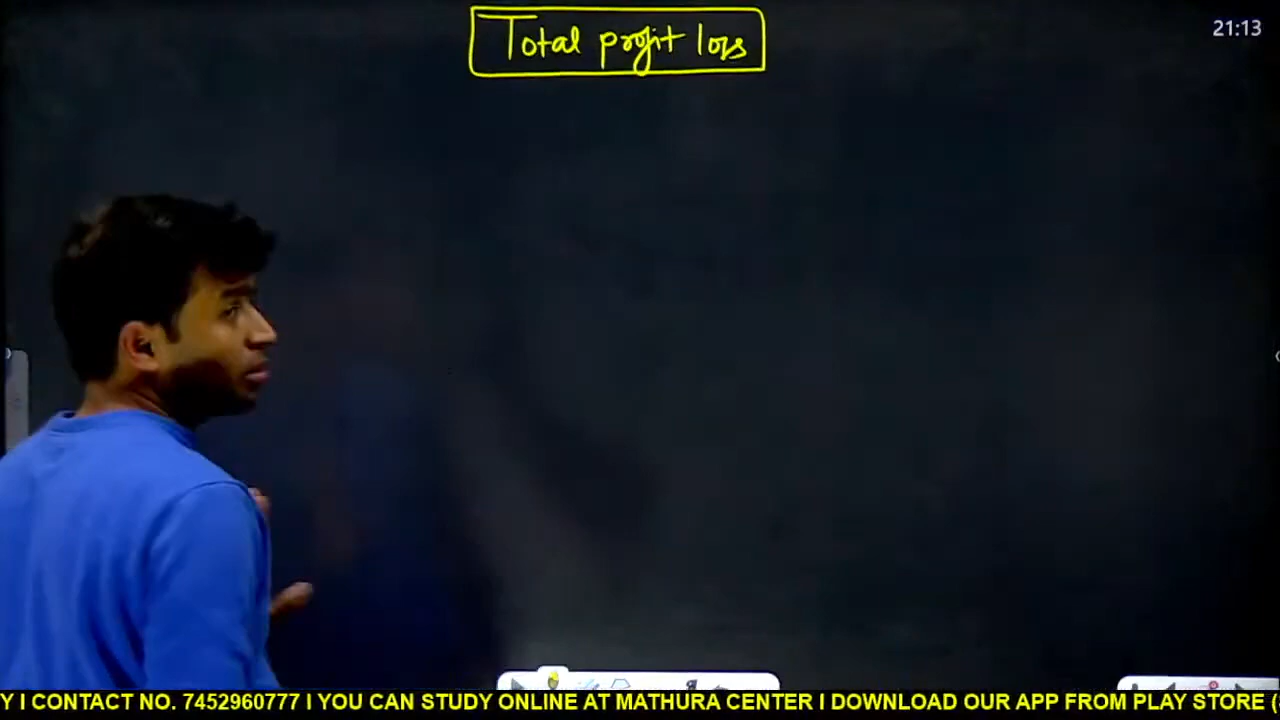 Total profit loss
21:13
Y I CONTACT NO. 7452960777 I YOU CAN STUDY ONLINE AT MATHURA CENTER I DOWNLOAD OUR APP FROM PLAY STORE (